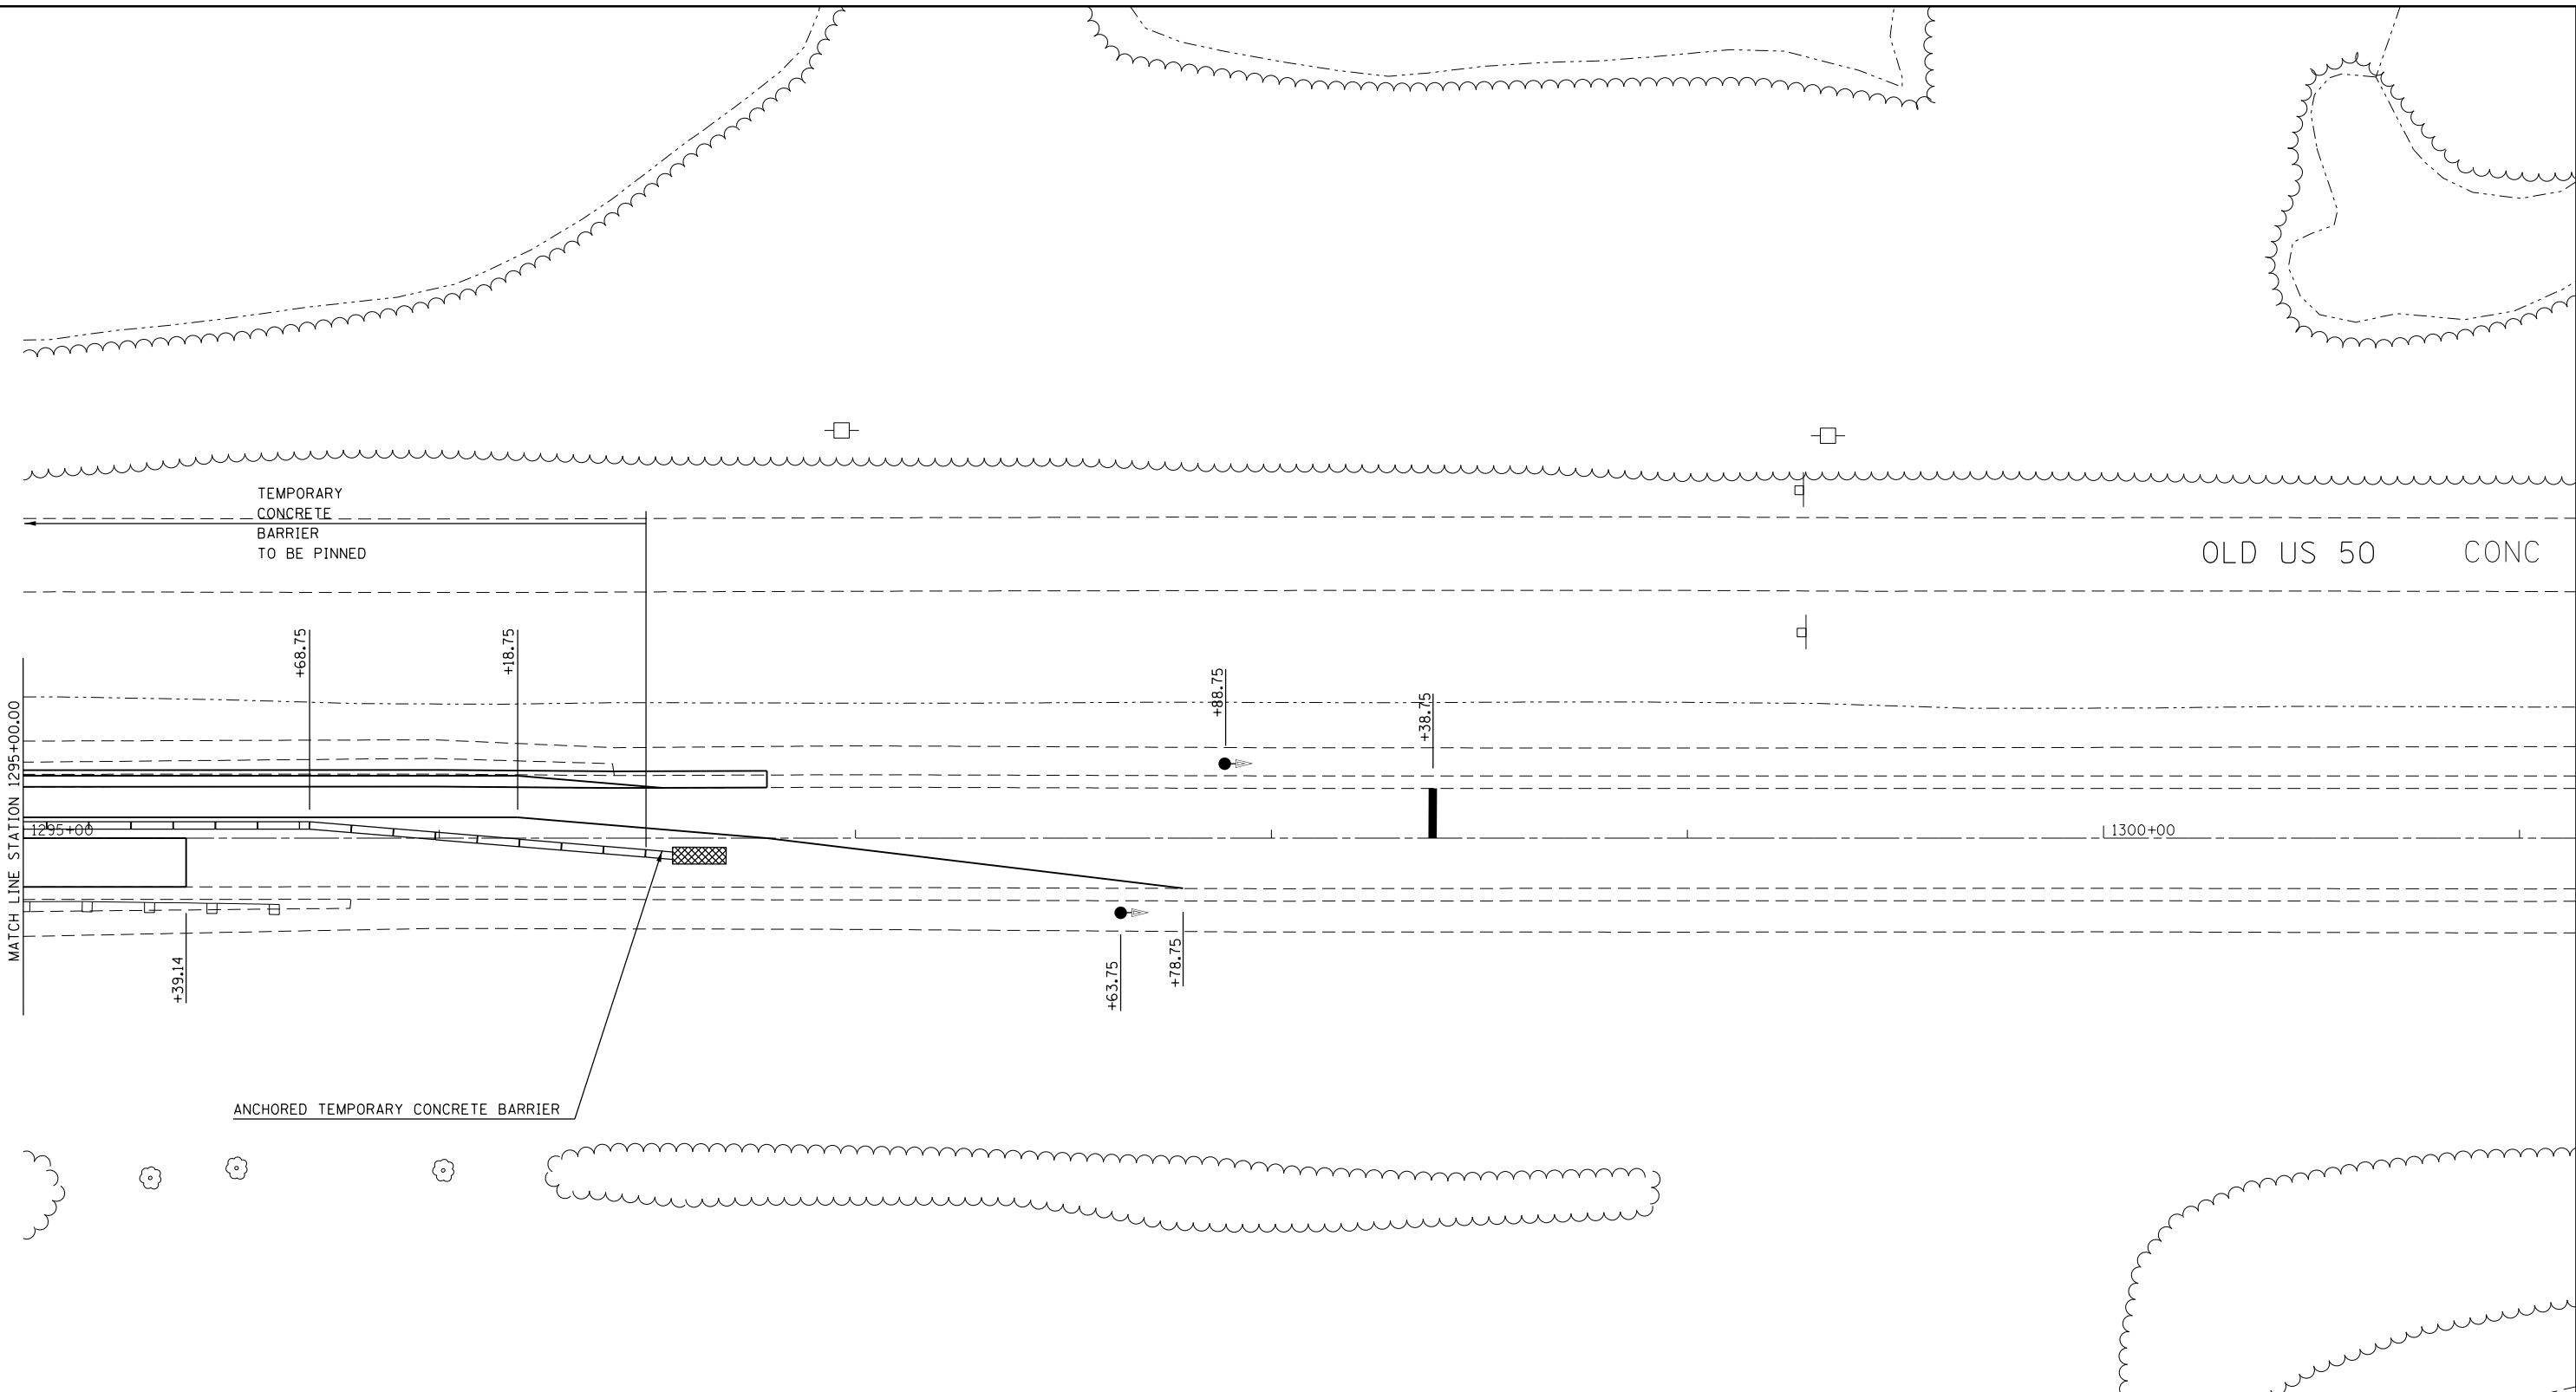 TEMPORARY
CONCRETE
BARRIER
TO BE PINNED
OLD US 50 CONC
+68.75
+18.75
+88.75
+38.75
MATCH LINE STATION 1295+00.00
1295+00
1300+00
+39.14
+63.75
+78.75
ANCHORED TEMPORARY CONCRETE BARRIER